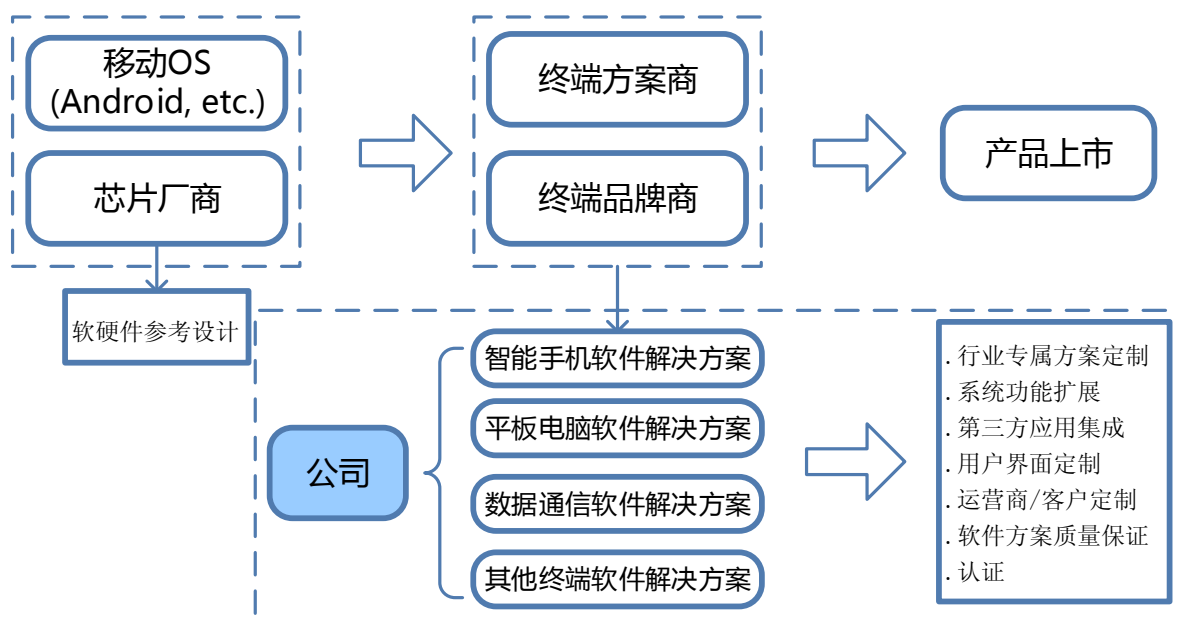 移动OS
(Android, etc.)
芯片厂商
终端方案商
终端品牌商
产品上市
软硬件参考设计
公司
智能手机软件解决方案
平板电脑软件解决方案
数据通信软件解决方案
其他终端软件解决方案
. 行业专属方案定制
. 系统功能扩展
. 第三方应用集成
. 用户界面定制
. 运营商/客户定制
. 软件方案质量保证
. 认证